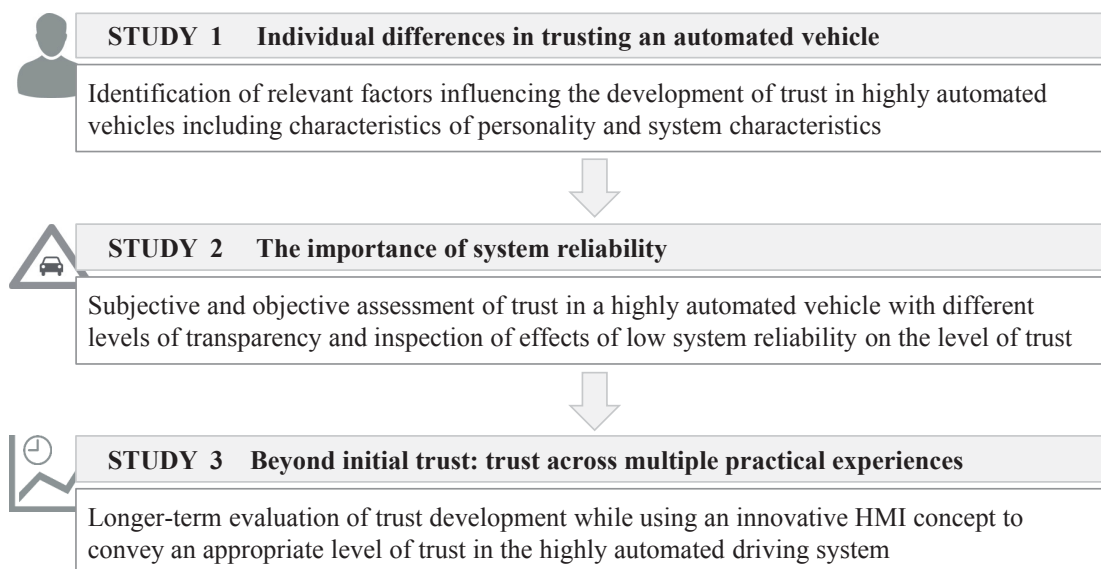 STUDY 1 Individual differences in trusting an automated vehicle
Identification of relevant factors influencing the development of trust in highly automated
vehicles including characteristics of personality and system characteristics
STUDY 2 The importance of system reliability
Subjective and objective assessment of trust in a highly automated vehicle with different
levels of transparency and inspection of effects of low system reliability on the level of trust
STUDY 3 Beyond initial trust: trust across multiple practical experiences
Longer-term evaluation of trust development while using an innovative HMI concept to
convey an appropriate level of trust in the highly automated driving system